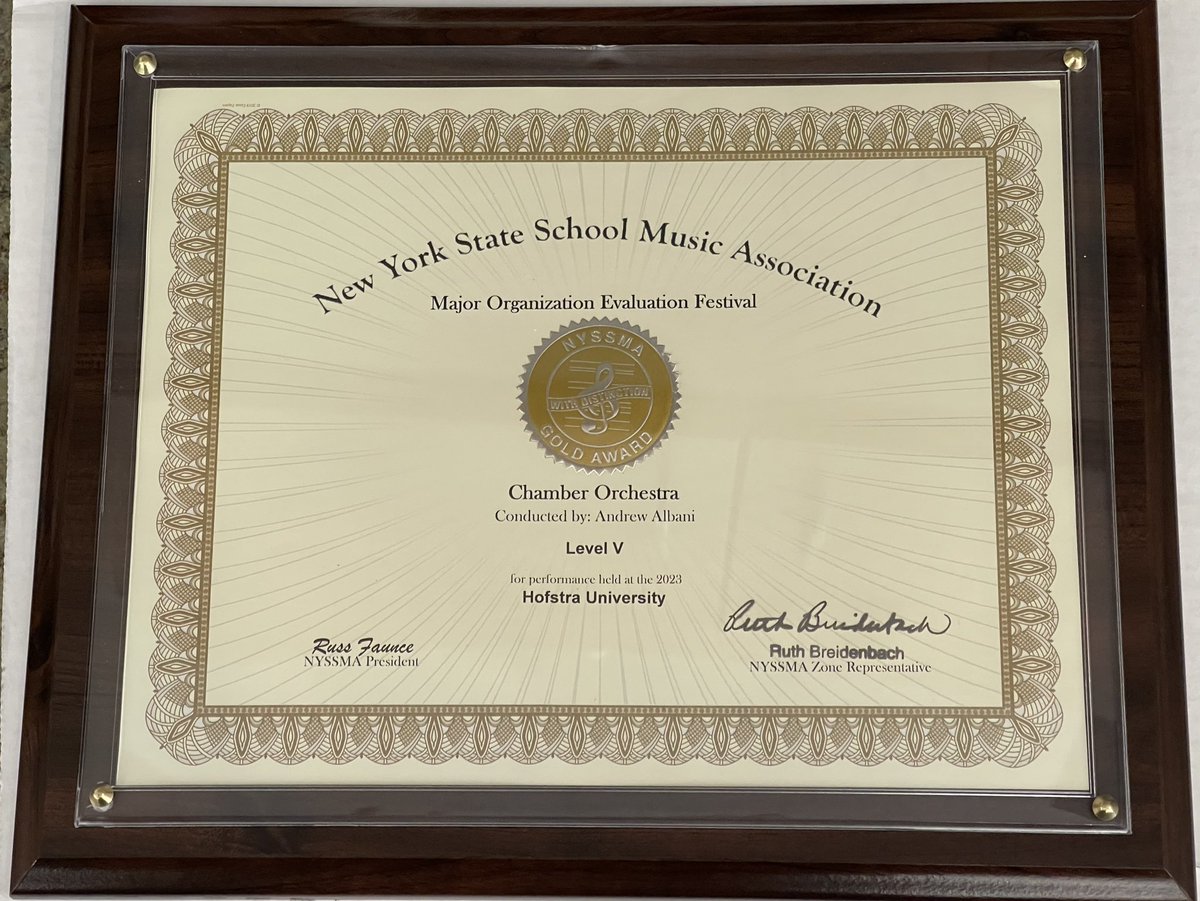 New York State School Music Association
Major Organization Evaluation Festival
NYSSMA
WITH DISTINCTION
GOLD AWARD
Chamber Orchestra
Conducted by: Andrew Albani
Level V
for performance held at the 2023
Hofstra University
Ruth Breidenbach
Russ Faunce
NYSSMA President
Ruth Breidenbach
NYSSMA Zone Representative